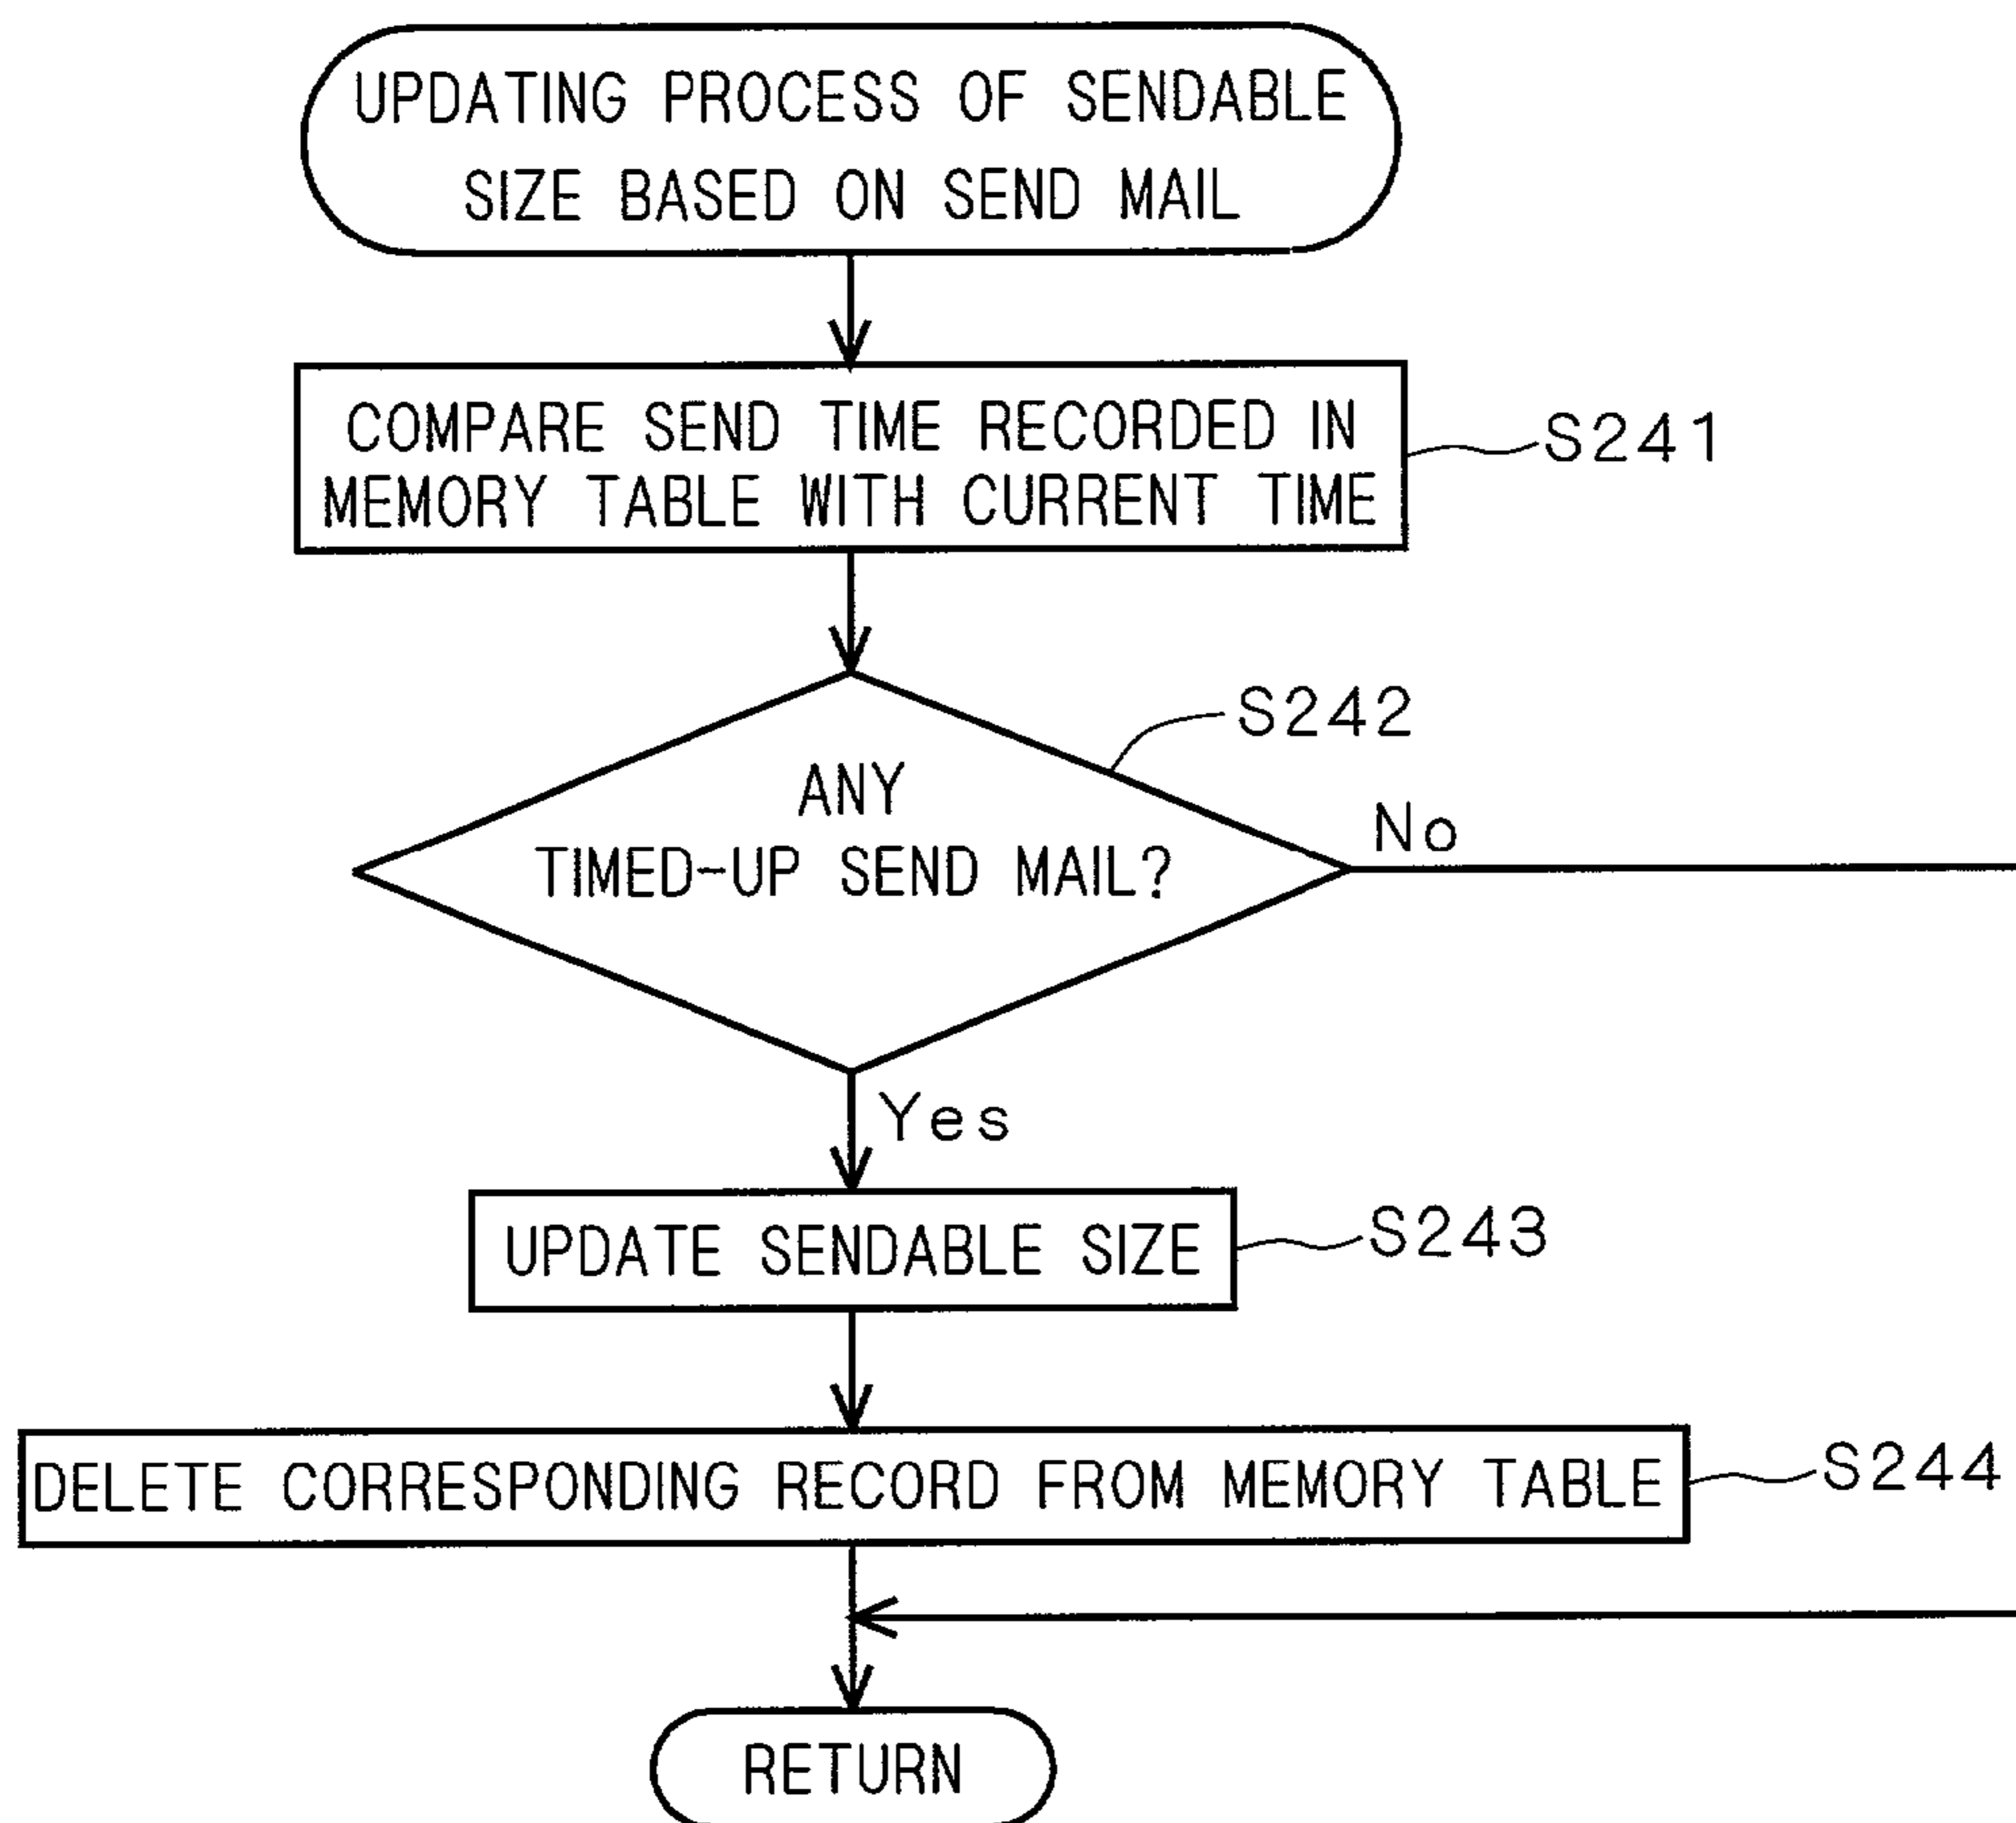 UPDATING PROCESS OF SENDABLE
SIZE BASED ON SEND MAIL
COMPARE SEND TIME RECORDED IN
MEMORY TABLE WITH CURRENT TIME
S241
S242
ANY
TIMED-UP SEND MAIL?
No
Yes
UPDATE SENDABLE SIZE
S243
DELETE CORRESPONDING RECORD FROM MEMORY TABLE
S244
RETURN